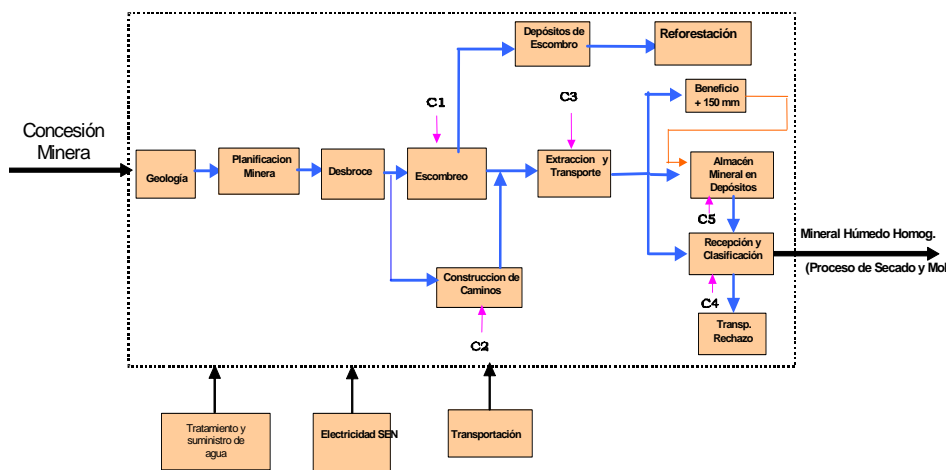 Depósitos de
Escombro
Reforestación
Beneficio
+ 150 mm
C1
C3
Concesión
Minera
Geología
Planificacion
Minera
Desbroce
Escombreo
Extraccion y
Transporte
Almacén
Mineral en
Depósitos
C5
Recepción y
Clasificación
Mineral Húmedo Homog.
(Proceso de Secado y Mol
Construccion de
Caminos
C4
C2
Transp.
Rechazo
Tratamiento y
suministro de
agua
Electricidad SEN
Transportación